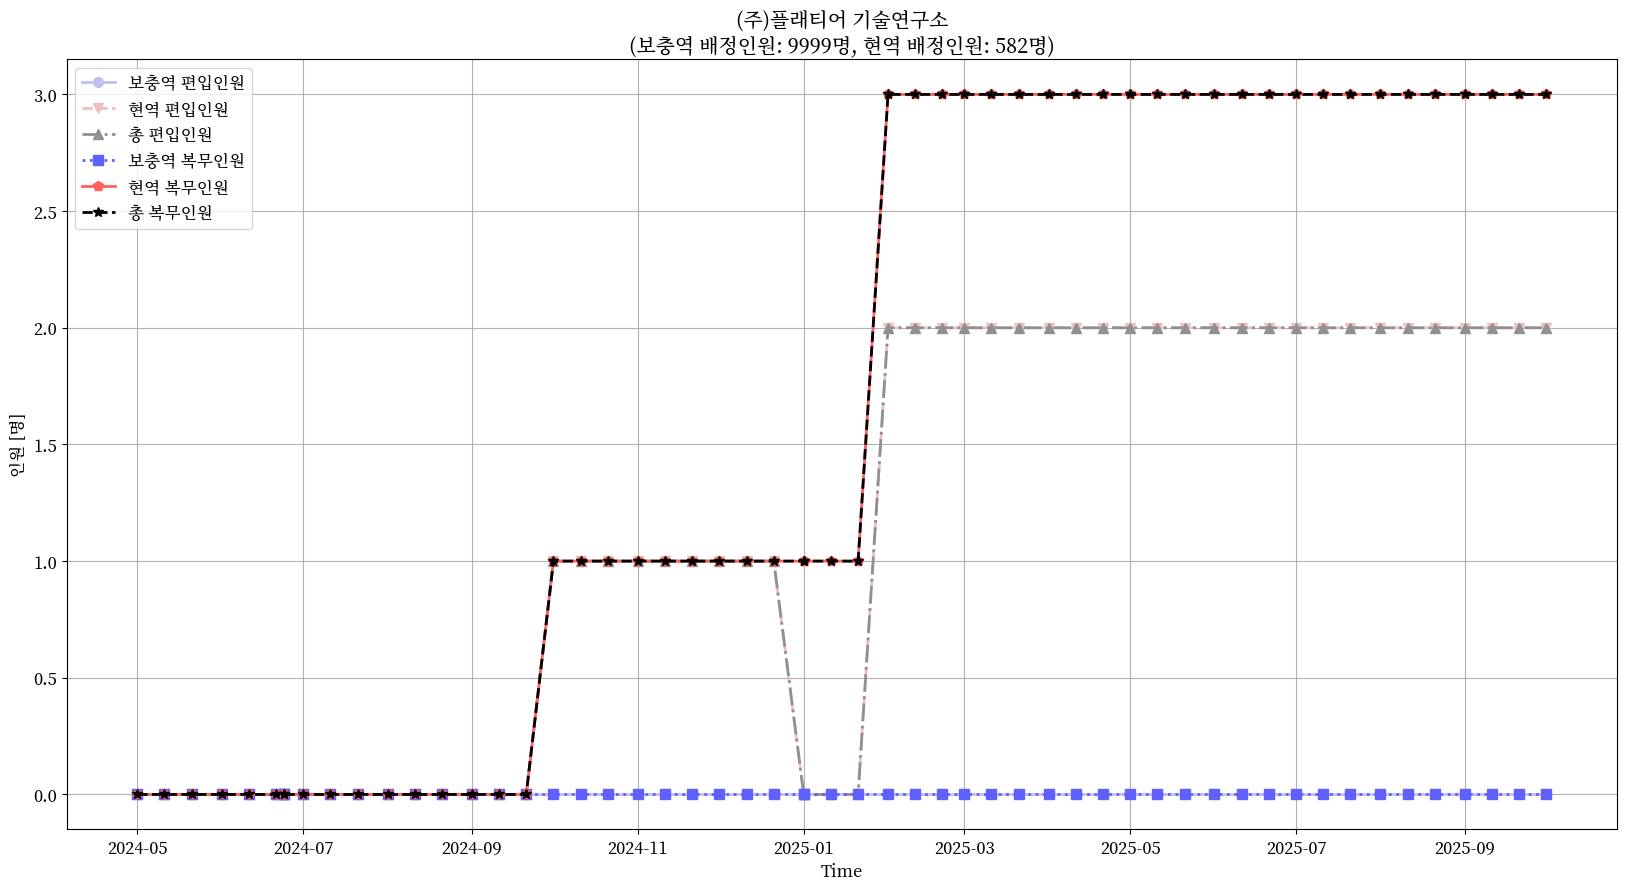 (주)플래티어 기술연구소
(보충역 배정인원: 9999명, 현역 배정인원: 582명)
보충역 편입인원
현역 편입인원
총 편입인원
보충역 복무인원
현역 복무인원
총 복무인원
3.0
2.5
2.0
1.5
1.0
0.5
0.0
인원 [명]
2024-05
2024-07
2024-09
2024-11
2025-01
2025-03
2025-05
2025-07
2025-09
Time